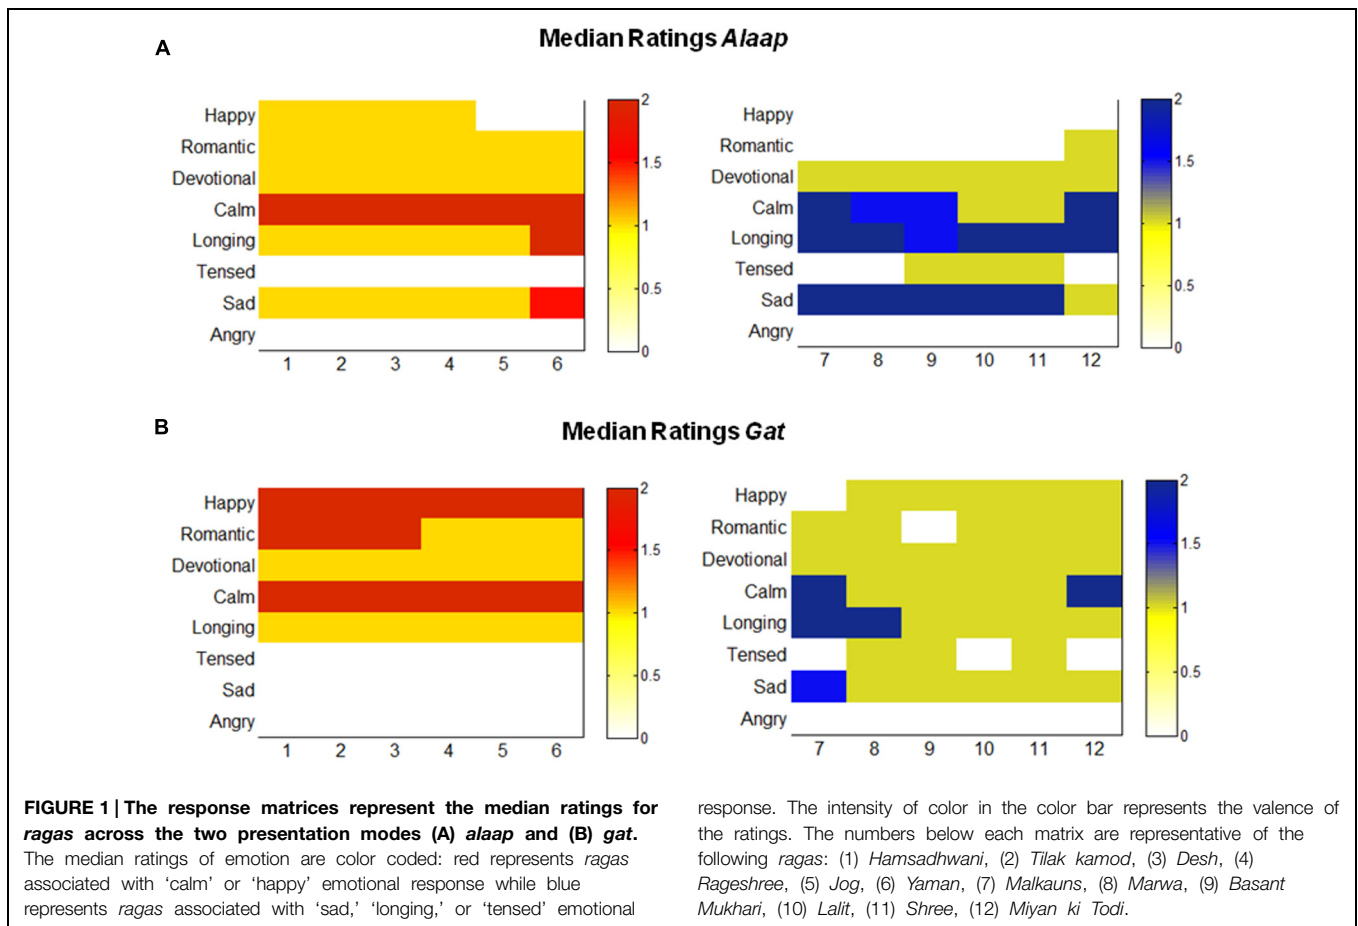 A
Median Ratings Alaap
Happy
Romantic
Devotional
Calm
Longing
Tensed
Sad
Angry
1 2 3 4 5 6
2
1.5
1
0.5
0
Happy
Romantic
Devotional
Calm
Longing
Tensed
Sad
Angry
7 8 9 10 11 12
2
1.5
1
0.5
0
B
Median Ratings Gat
Happy
Romantic
Devotional
Calm
Longing
Tensed
Sad
Angry
1 2 3 4 5 6
2
1.5
1
0.5
0
Happy
Romantic
Devotional
Calm
Longing
Tensed
Sad
Angry
7 8 9 10 11 12
2
1.5
1
0.5
0
FIGURE 1 | The response matrices represent the median ratings for
ragas across the two presentation modes (A) alaap and (B) gat.
The median ratings of emotion are color coded: red represents ragas
associated with ‘calm’ or ‘happy’ emotional response while blue
represents ragas associated with ‘sad,’ ‘longing,’ or ‘tensed’ emotional
response. The intensity of color in the color bar represents the valence of
the ratings. The numbers below each matrix are representative of the
following ragas: (1) Hamsadhwani, (2) Tilak kamod, (3) Desh, (4)
Rageshree, (5) Jog, (6) Yaman, (7) Malkauns, (8) Marwa, (9) Basant
Mukhari, (10) Lalit, (11) Shree, (12) Miyan ki Todi.